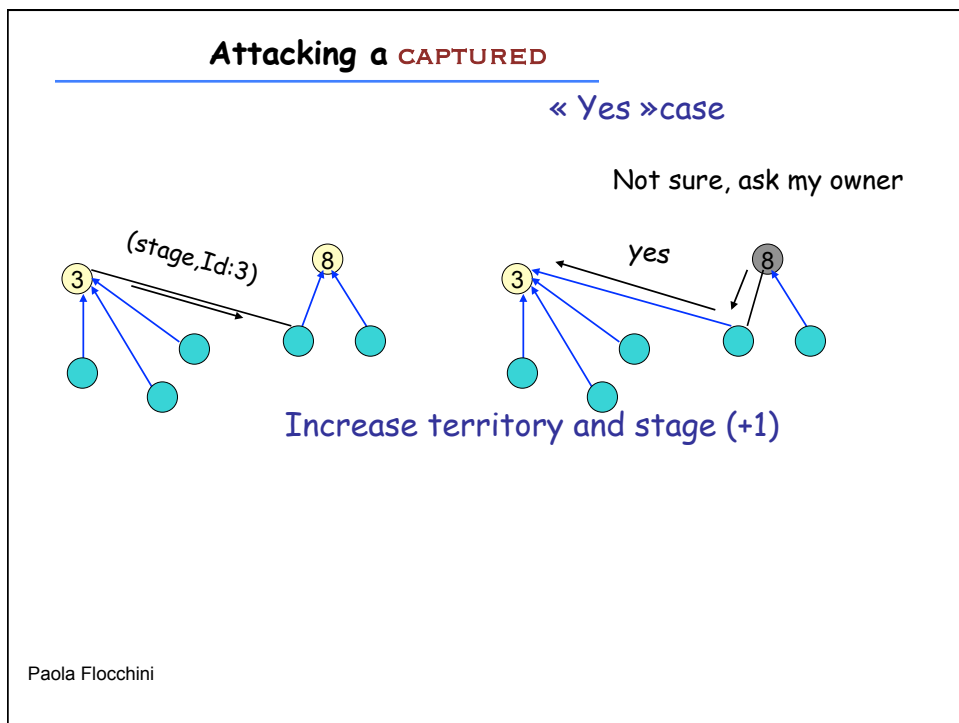 Attacking a CAPTURED
« Yes »case
Not sure, ask my owner
(stage,Id:3)
8
3
yes
8
3
Increase territory and stage (+1)
Paola Flocchini